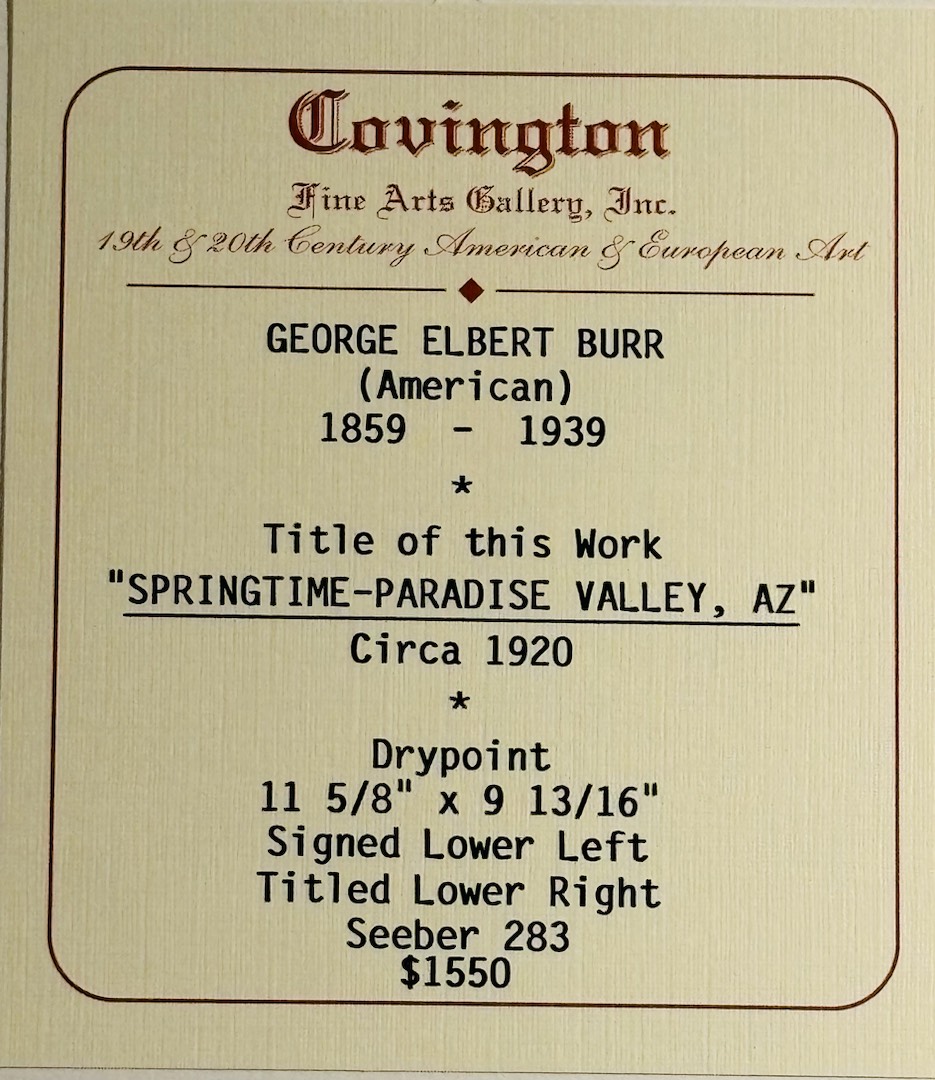 Covington
Fine Arts Gallery, Inc.
19th & 20th Century American & European Art
GEORGE ELBERT BURR
(American)
1859 - 1939
*
Title of this Work
"SPRINGTIME-PARADISE VALLEY, AZ"
Circa 1920
*
Drypoint
11 5/8" x 9 13/16"
Signed Lower Left
Titled Lower Right
Seeber 283
$1550